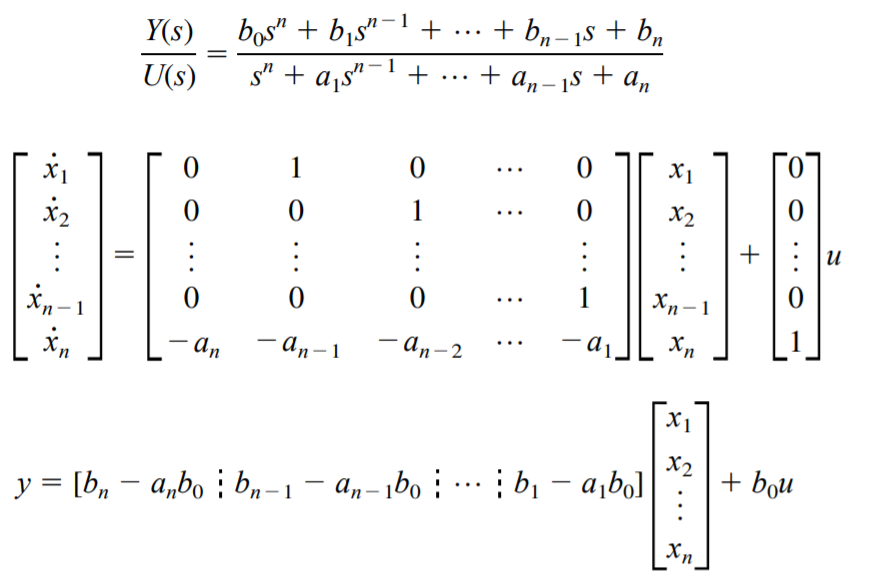 Y(s)/U(s) = (b₀sⁿ + b₁sⁿ⁻¹ + ⋯ + bₙ₋₁s + bₙ)/(sⁿ + a₁sⁿ⁻¹ + ⋯ + aₙ₋₁s + aₙ)
[ẋ₁; ẋ₂; ⋮; ẋₙ₋₁; ẋₙ] = [0 1 0 ⋯ 0; 0 0 1 ⋯ 0; ⋮ ⋮ ⋮ ⋮; 0 0 0 ⋯ 1; −aₙ −aₙ₋₁ −aₙ₋₂ ⋯ −a₁] [x₁; x₂; ⋮; xₙ₋₁; xₙ] + [0; 0; ⋮; 0; 1] u
y = [bₙ − aₙb₀ ⋮ bₙ₋₁ − aₙ₋₁b₀ ⋮ ⋯ ⋮ b₁ − a₁b₀] [x₁; x₂; ⋮; xₙ] + b₀u